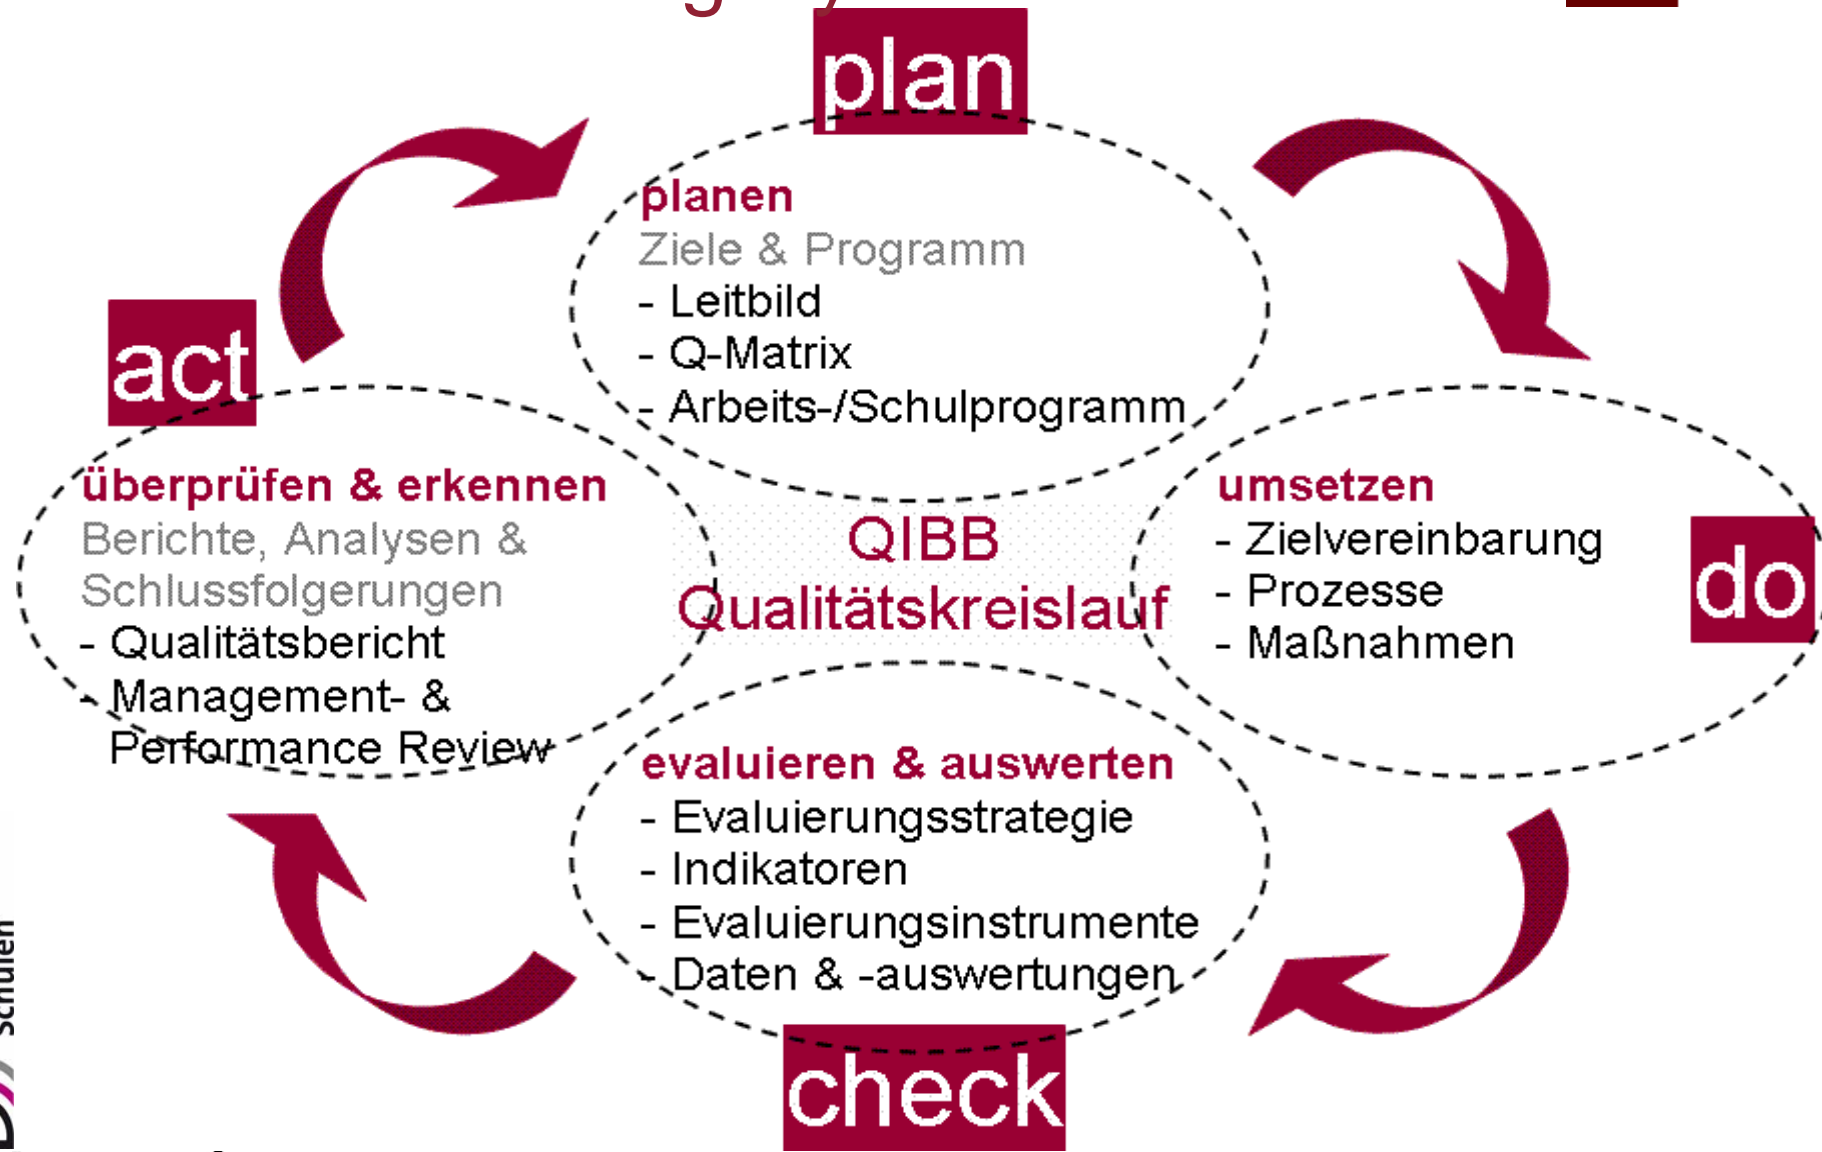 plan
planen
Ziele & Programm
- Leitbild
- Q-Matrix
- Arbeits-/Schulprogramm
act
überprüfen & erkennen
Berichte, Analysen &
Schlussfolgerungen
- Qualitätsbericht
- Management- &
Performance Review
QIBB
Qualitätskreislauf
umsetzen
- Zielvereinbarung
- Prozesse
- Maßnahmen
do
evaluieren & auswerten
- Evaluierungsstrategie
- Indikatoren
- Evaluierungsinstrumente
- Daten & -auswertungen
check
Schulen